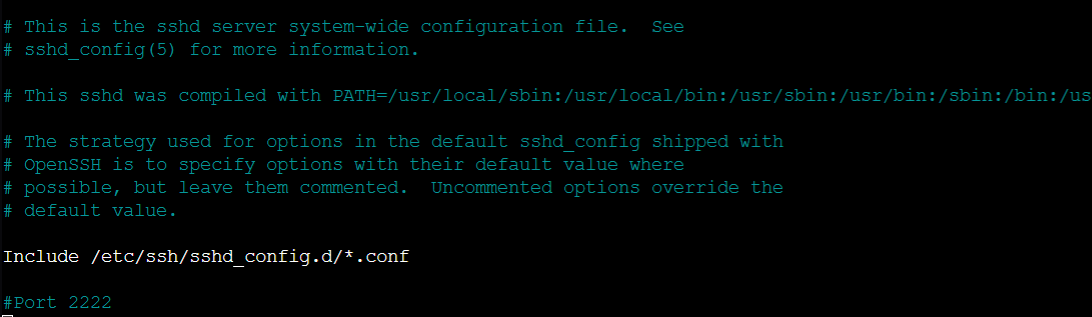 # This is the sshd server system-wide configuration file.  See
# sshd_config(5) for more information.
# This sshd was compiled with PATH=/usr/local/sbin:/usr/local/bin:/usr/sbin:/usr/bin:/sbin:/bin:/us
# The strategy used for options in the default sshd_config shipped with
# OpenSSH is to specify options with their default value where
# possible, but leave them commented.  Uncommented options override the
# default value.
Include /etc/ssh/sshd_config.d/*.conf
#Port 2222